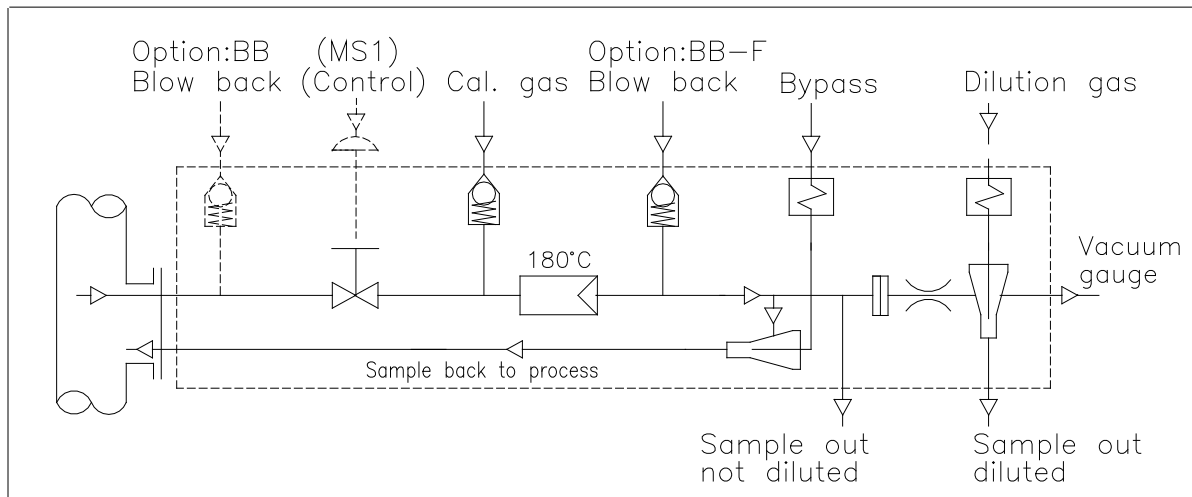 Option:BB (MS1) Option:BB-F
Blow back (Control) Cal. gas Blow back Bypass Dilution gas
180°C
Vacuum
gauge
Sample back to process
Sample out
not diluted
Sample out
diluted